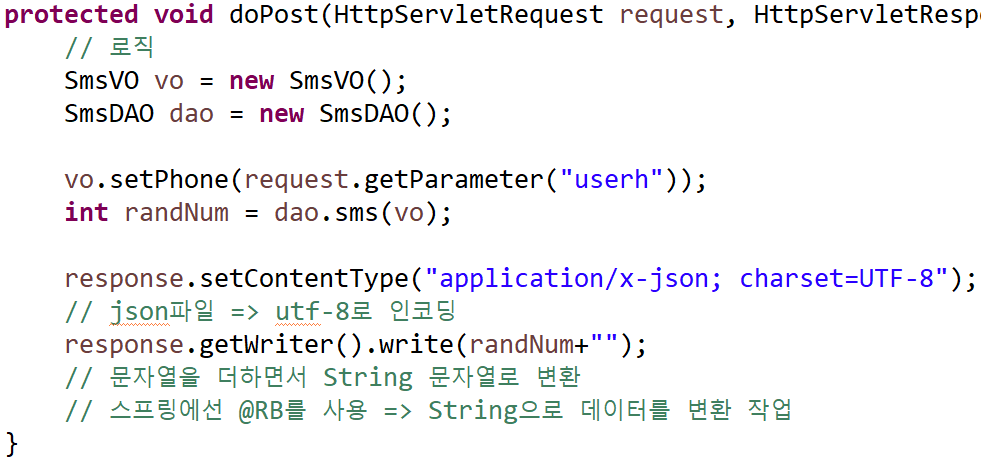 protected void doPost(HttpServletRequest request, HttpServletRespo
// 로직
SmsVO vo = new SmsVO();
SmsDAO dao = new SmsDAO();
vo.setPhone(request.getParameter("userh"));
int randNum = dao.sms(vo);
response.setContentType("application/x-json; charset=UTF-8");
// json파일 => utf-8로 인코딩
response.getWriter().write(randNum+"");
// 문자열을 더하면서 String 문자열로 변환
// 스프링에선 @RB를 사용 => String으로 데이터를 변환 작업
}